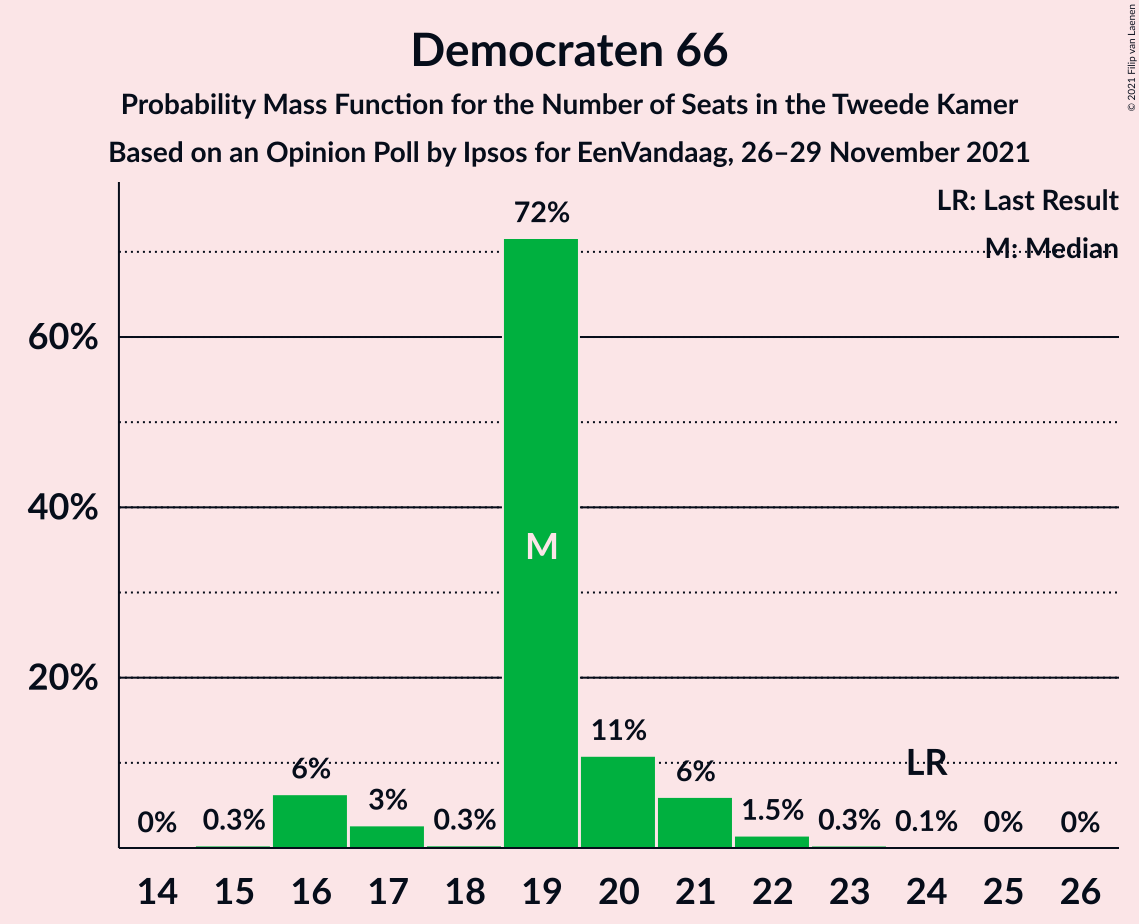 © 2021 Filip van Laenen
Democraten 66
Probability Mass Function for the Number of Seats in the Tweede Kamer
Based on an Opinion Poll by Ipsos for EenVandaag, 26–29 November 2021
LR: Last Result
M: Median
72%
60%
40%
M
20%
11%
6%
6%
LR
3%
1.5%
0%
0.3%
0.3%
0.3%
0.1%
0%
0%
14 15 16 17 18 19 20 21 22 23 24 25 26